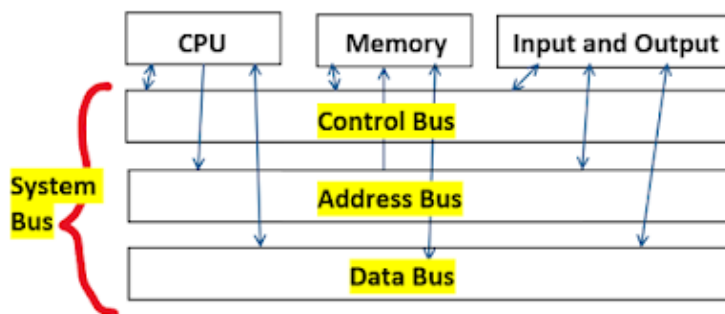 CPU
Memory
Input and Output
Control Bus
System
Bus
Address Bus
Data Bus